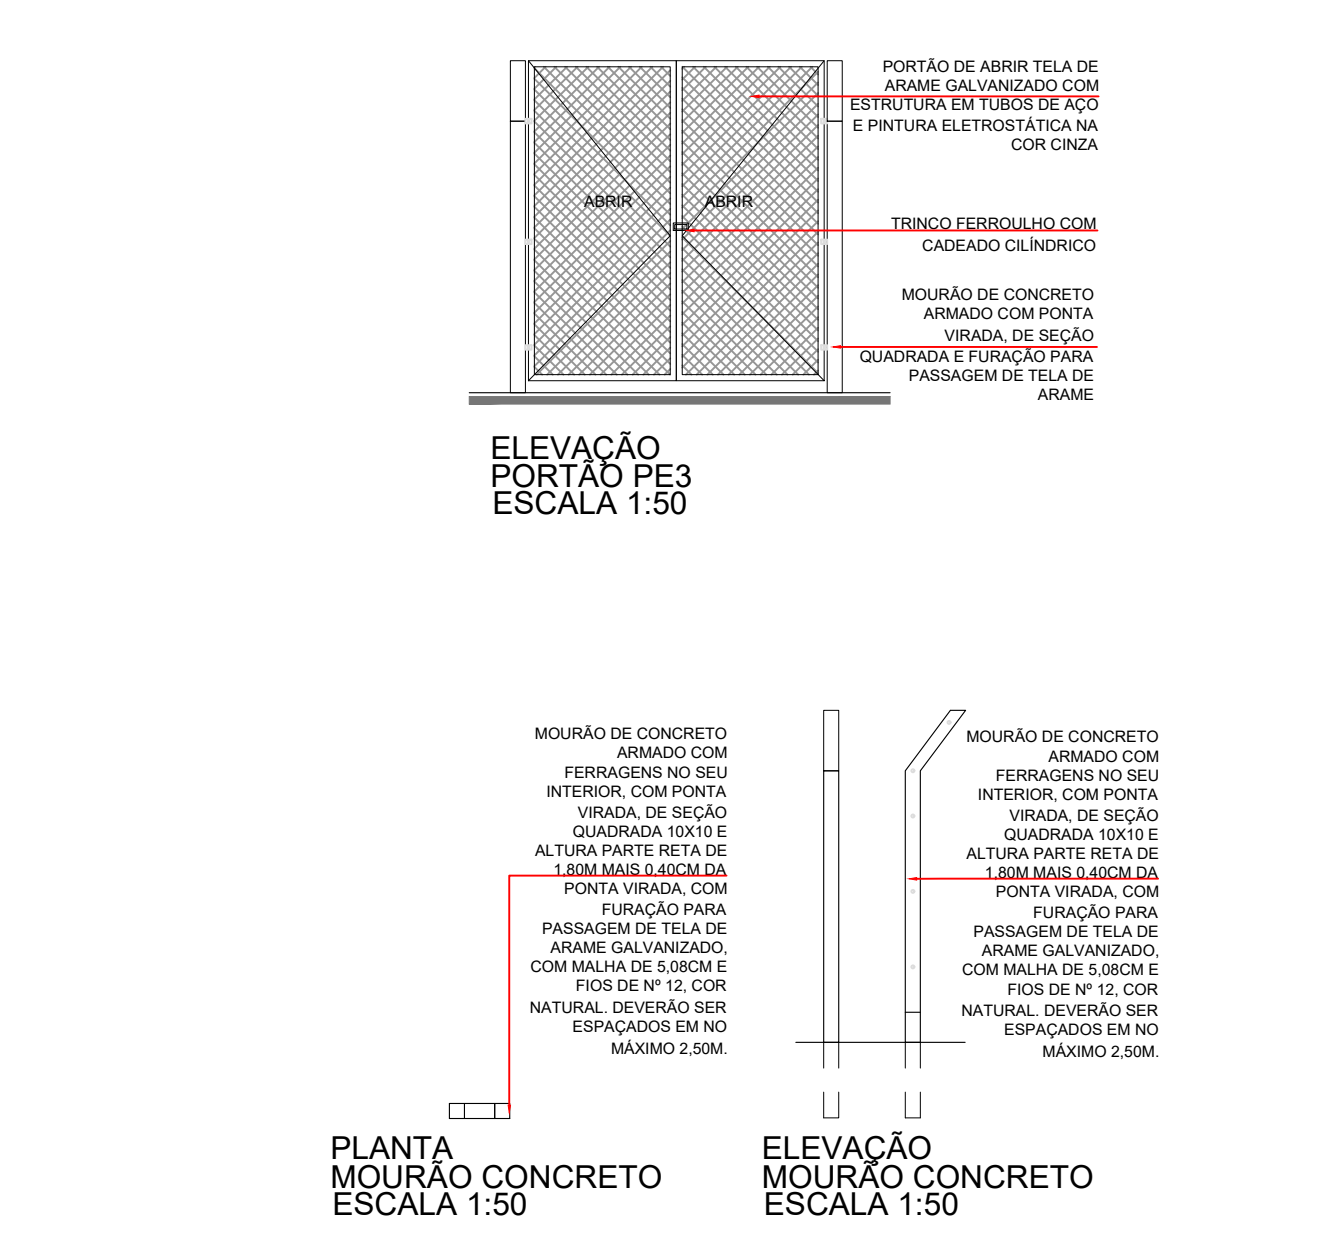 PORTÃO DE ABRIR TELA DE
ARAME GALVANIZADO COM
ESTRUTURA EM TUBOS DE AÇO
E PINTURA ELETROSTÁTICA NA
COR CINZA
ABRIR
ABRIR
TRINCO FERROULHO COM
CADEADO CILÍNDRICO
MOURÃO DE CONCRETO
ARMADO COM PONTA
VIRADA, DE SEÇÃO
QUADRADA E FURAÇÃO PARA
PASSAGEM DE TELA DE
ARAME
ELEVAÇÃO
PORTÃO PE3
ESCALA 1:50
MOURÃO DE CONCRETO
ARMADO COM
FERRAGENS NO SEU
INTERIOR, COM PONTA
VIRADA, DE SEÇÃO
QUADRADA 10X10 E
ALTURA PARTE RETA DE
1,80M MAIS 0,40CM DA
PONTA VIRADA, COM
FURAÇÃO PARA
PASSAGEM DE TELA DE
ARAME GALVANIZADO,
COM MALHA DE 5,08CM E
FIOS DE Nº 12, COR
NATURAL. DEVERÃO SER
ESPAÇADOS EM NO
MÁXIMO 2,50M.
PLANTA
MOURÃO CONCRETO
ESCALA 1:50
MOURÃO DE CONCRETO
ARMADO COM
FERRAGENS NO SEU
INTERIOR, COM PONTA
VIRADA, DE SEÇÃO
QUADRADA 10X10 E
ALTURA PARTE RETA DE
1,80M MAIS 0,40CM DA
PONTA VIRADA, COM
FURAÇÃO PARA
PASSAGEM DE TELA DE
ARAME GALVANIZADO,
COM MALHA DE 5,08CM E
FIOS DE Nº 12, COR
NATURAL. DEVERÃO SER
ESPAÇADOS EM NO
MÁXIMO 2,50M.
ELEVAÇÃO
MOURÃO CONCRETO
ESCALA 1:50